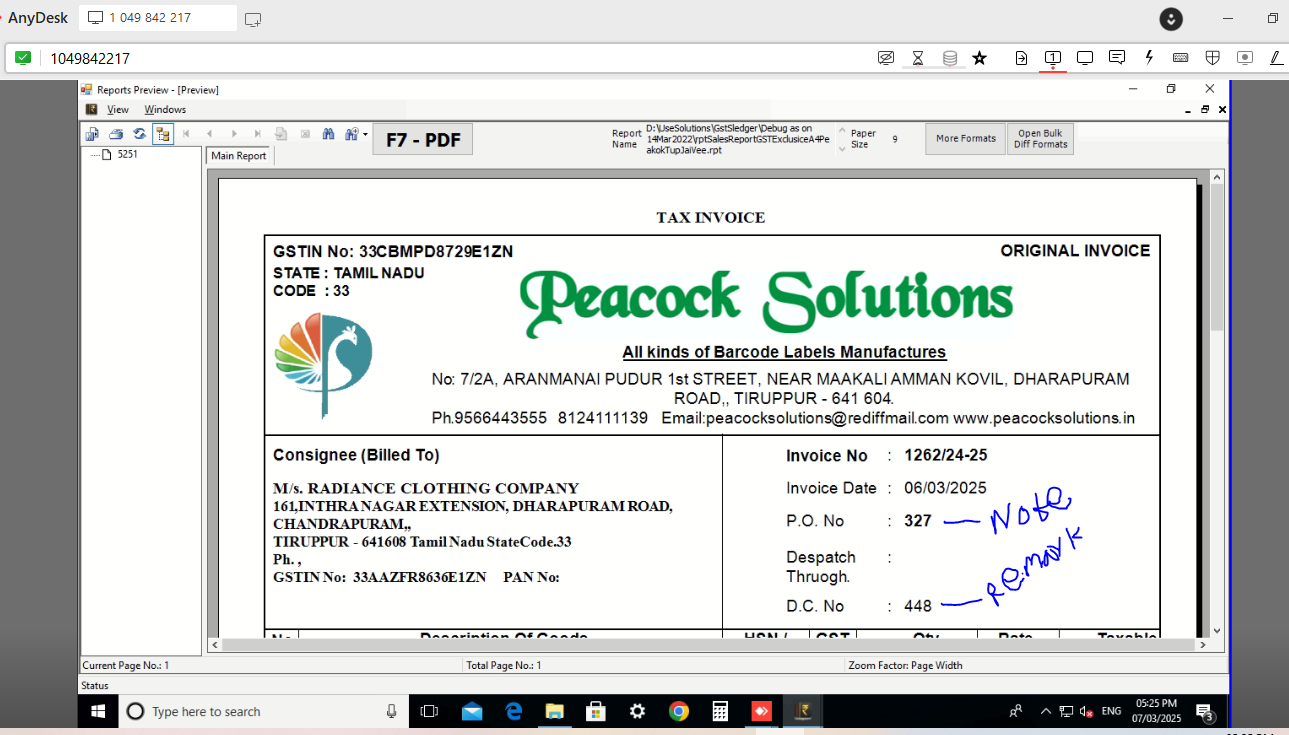 AnyDesk 1 049 842 217
1049842217
Reports Preview - [Preview]
View Windows
F7 - PDF
Report Name
D:\UseSolutions\GstSledger\Debug as on
14Mar2022\rptSalesReportGSTExclusiceA4Pe
akokTupJaiVee.rpt
Paper Size 9
More Formats
Open Bulk Diff Formats
5251
Main Report
TAX INVOICE
GSTIN No: 33CBMPD8729E1ZN
ORIGINAL INVOICE
STATE : TAMIL NADU
CODE : 33
Peacock Solutions
All kinds of Barcode Labels Manufactures
No: 7/2A, ARANMANAI PUDUR 1st STREET, NEAR MAAKALI AMMAN KOVIL, DHARAPURAM
ROAD,, TIRUPPUR - 641 604.
Ph.9566443555 8124111139 Email:peacocksolutions@rediffmail.com www.peacocksolutions.in
Consignee (Billed To)
M/s. RADIANCE CLOTHING COMPANY
161,INTHRA NAGAR EXTENSION, DHARAPURAM ROAD,
CHANDRAPURAM,,
TIRUPPUR - 641608 Tamil Nadu StateCode.33
Ph. ,
GSTIN No: 33AAZFR8636E1ZN PAN No:
Invoice No : 1262/24-25
Invoice Date : 06/03/2025
P.O. No : 327 Note
Despatch Thruogh. :
D.C. No : 448 Remark
No Description Of Goods HSN / GST Qty Rate Taxable
Current Page No.: 1 Total Page No.: 1 Zoom Factor: Page Width
Status
Type here to search
ENG
05:25 PM
07/03/2025
3